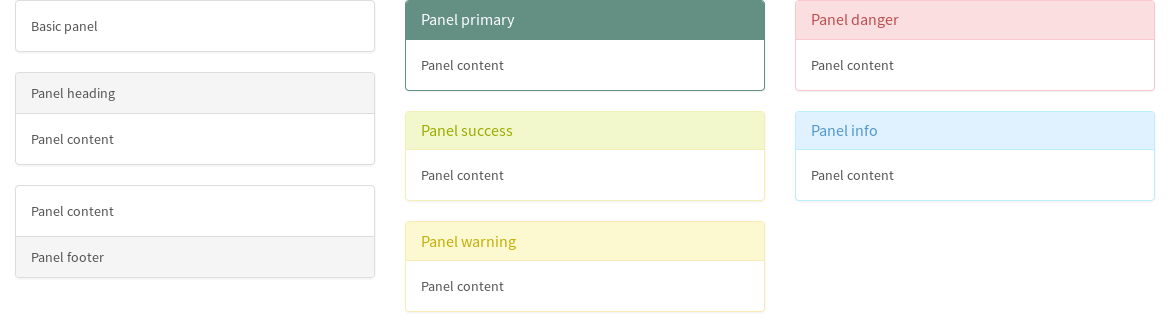 Basic panel
Panel heading
Panel content
Panel content
Panel footer
Panel primary
Panel content
Panel success
Panel content
Panel warning
Panel content
Panel danger
Panel content
Panel info
Panel content